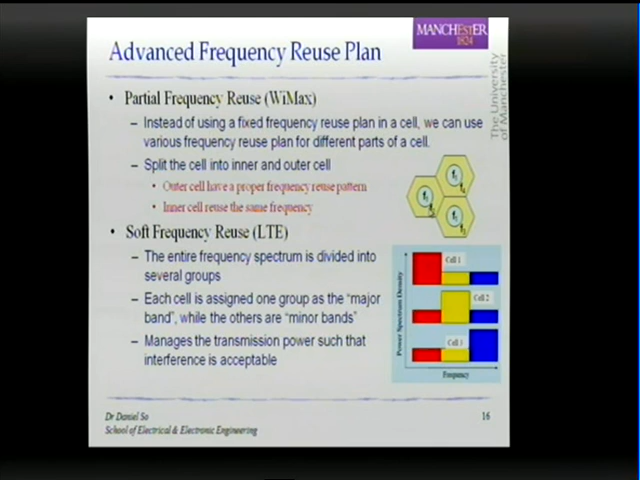 MANCHESTER
1824
Advanced Frequency Reuse Plan
The University
of Manchester
• Partial Frequency Reuse (WiMax)
– Instead of using a fixed frequency reuse plan in a cell, we can use
various frequency reuse plan for different parts of a cell.
– Split the cell into inner and outer cell
• Outer cell have a proper frequency reuse pattern
• Inner cell reuse the same frequency
• Soft Frequency Reuse (LTE)
– The entire frequency spectrum is divided into
several groups
– Each cell is assigned one group as the “major
band”, while the others are “minor bands”
– Manages the transmission power such that
interference is acceptable
Cell 1
Cell 2
Cell 3
Power Spectrum Density
Frequency
Dr Daniel So
School of Electrical & Electronic Engineering
16